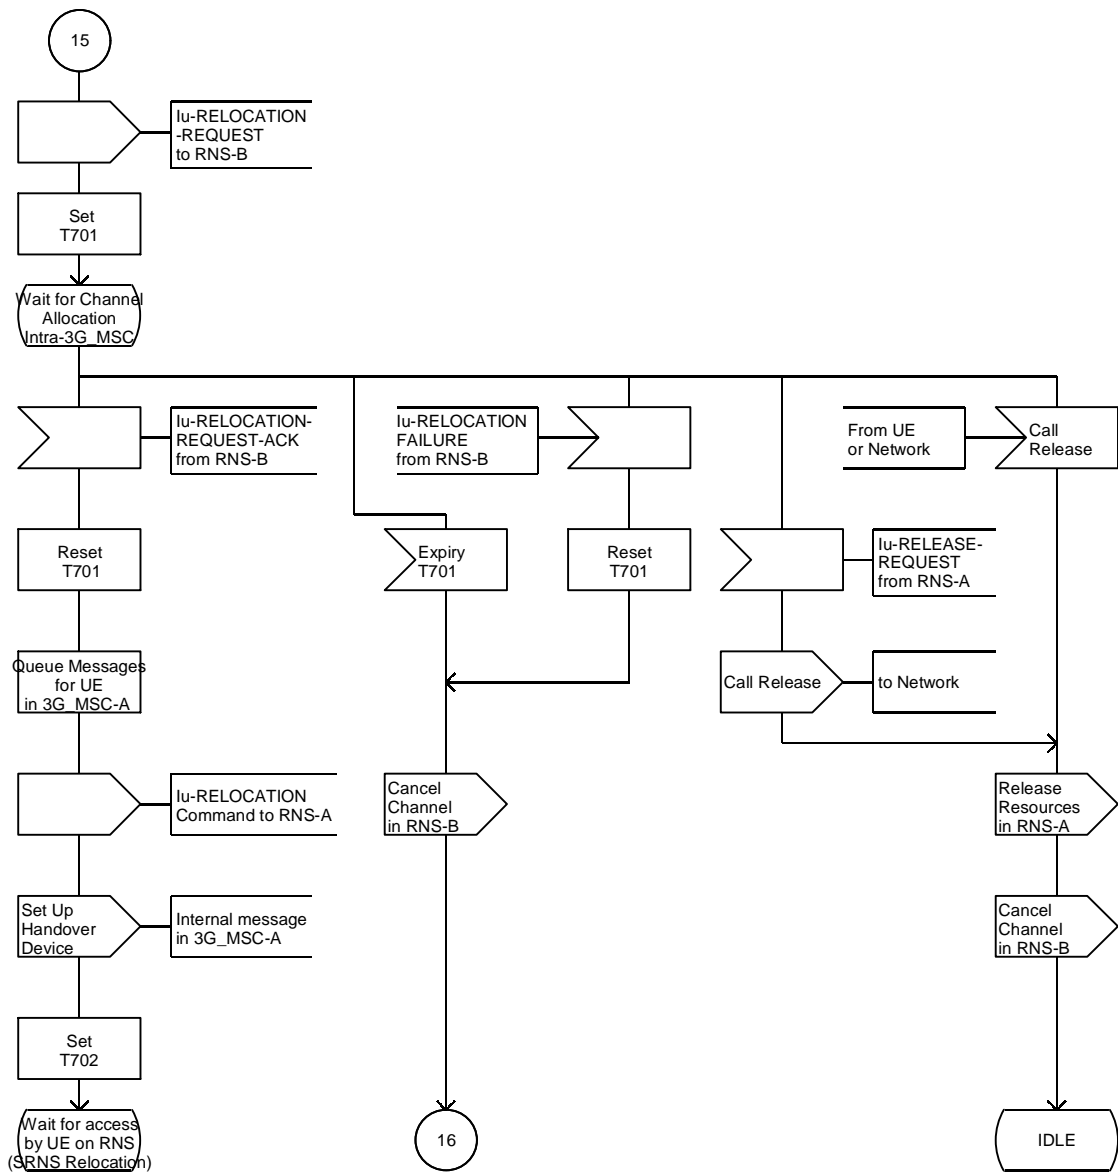 15
Iu-RELOCATION
-REQUEST
to RNS-B
Set
T701
Wait for Channel
Allocation
Intra-3G_MSC
Iu-RELOCATION-
REQUEST-ACK
from RNS-B
Iu-RELOCATION
FAILURE
from RNS-B
From UE
or Network
Call
Release
Reset
T701
Expiry
T701
Reset
T701
Iu-RELEASE-
REQUEST
from RNS-A
Queue Messages
for UE
in 3G_MSC-A
Call Release
to Network
Iu-RELOCATION
Command to RNS-A
Cancel
Channel
in RNS-B
Release
Resources
in RNS-A
Set Up
Handover
Device
Internal message
in 3G_MSC-A
Cancel
Channel
in RNS-B
Set
T702
Wait for access
by UE on RNS
(SRNS Relocation)
16
IDLE